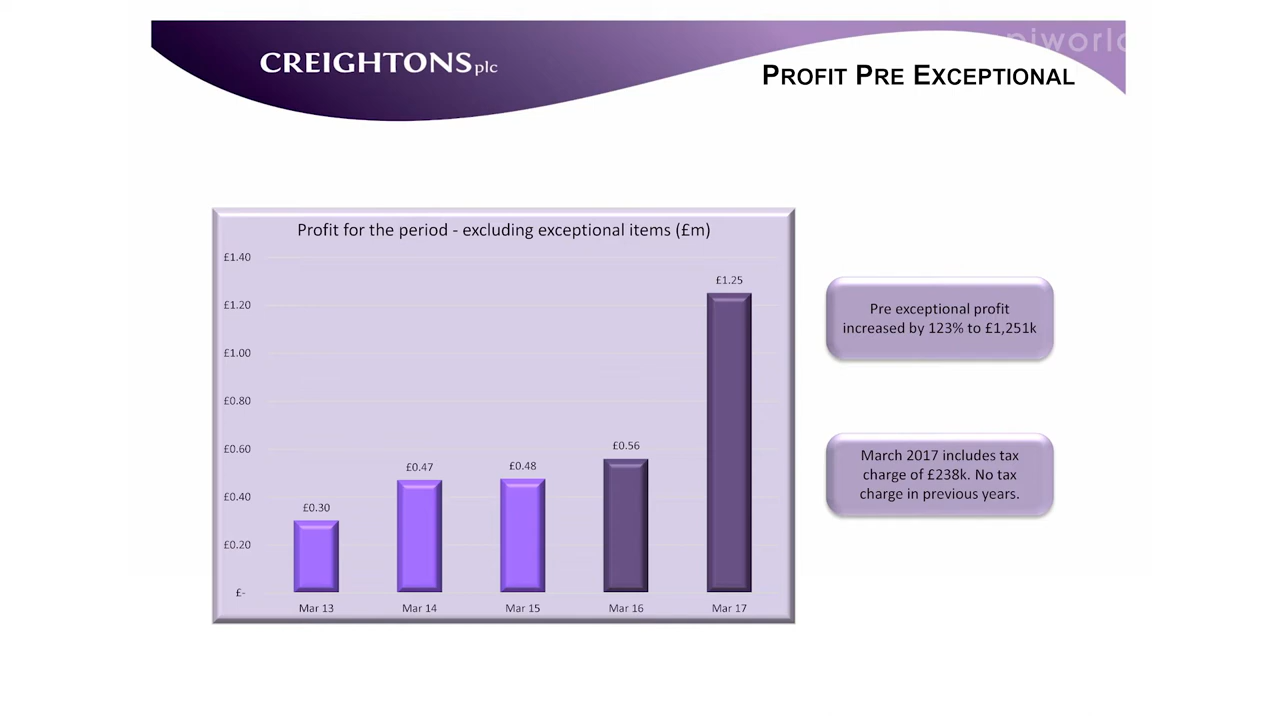 piworld
CREIGHTONS plc
PROFIT PRE EXCEPTIONAL
Profit for the period - excluding exceptional items (£m)
£1.40
£1.20
£1.00
£0.80
£0.60
£0.40
£0.20
£-
£0.30
£0.47
£0.48
£0.56
£1.25
Mar 13 Mar 14 Mar 15 Mar 16 Mar 17
Pre exceptional profit
increased by 123% to £1,251k
March 2017 includes tax
charge of £238k. No tax
charge in previous years.